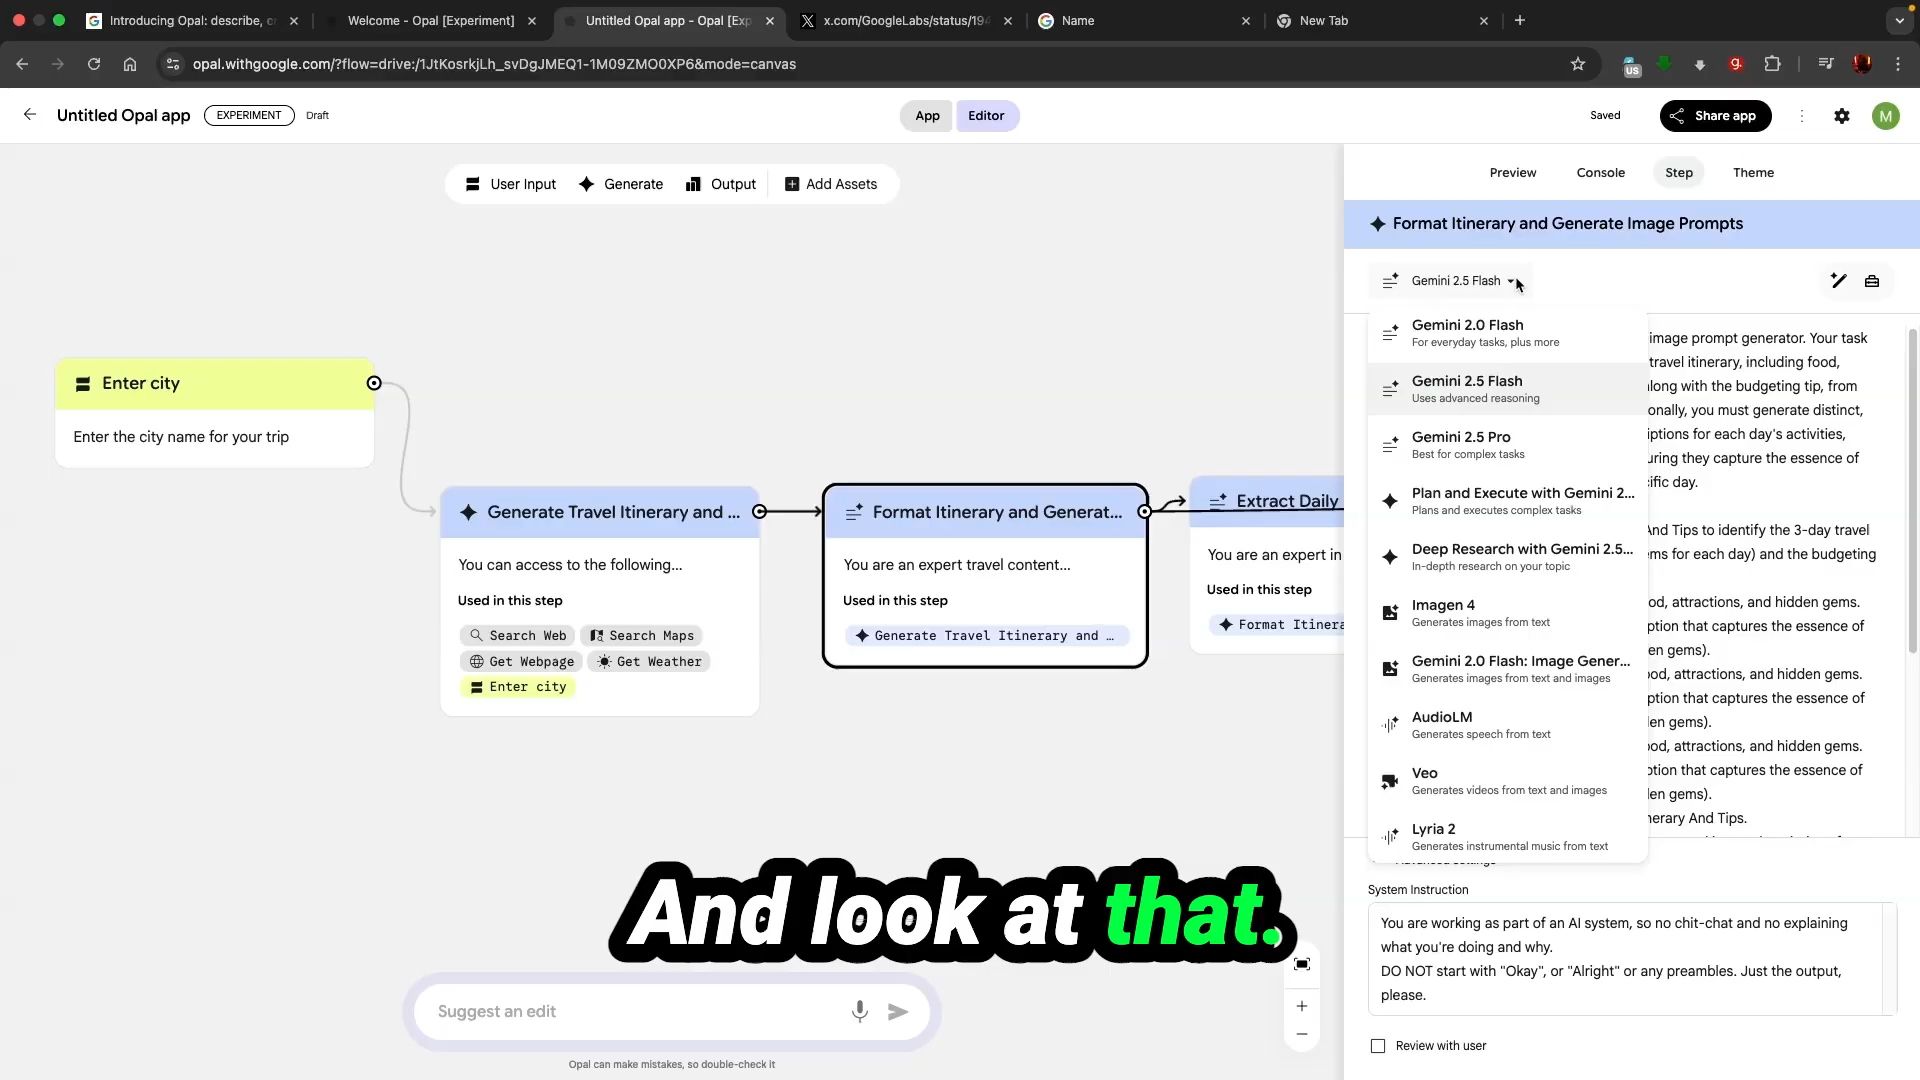 Introducing Opal: describe, c
Welcome - Opal [Experiment]
Untitled Opal app - Opal [Exp
x.com/GoogleLabs/status/194
Name
New Tab
opal.withgoogle.com/?flow=drive:/1JtKosrkjLh_svDgJMEQ1-1M09ZMO0XP6&mode=canvas
US
g.
Untitled Opal app
EXPERIMENT
Draft
App
Editor
Saved
Share app
M
User Input
Generate
Output
Add Assets
Preview
Console
Step
Theme
Format Itinerary and Generate Image Prompts
Gemini 2.5 Flash
Gemini 2.0 Flash
For everyday tasks, plus more
Gemini 2.5 Flash
Uses advanced reasoning
Gemini 2.5 Pro
Best for complex tasks
Plan and Execute with Gemini 2...
Plans and executes complex tasks
Deep Research with Gemini 2.5...
In-depth research on your topic
Imagen 4
Generates images from text
Gemini 2.0 Flash: Image Gener...
Generates images from text and images
AudioLM
Generates speech from text
Veo
Generates videos from text and images
Lyria 2
Generates instrumental music from text
image prompt generator. Your task
travel itinerary, including food,
along with the budgeting tip, from
onally, you must generate distinct,
iptions for each day's activities,
uring they capture the essence of
ific day.
And Tips to identify the 3-day travel
ms for each day) and the budgeting
od, attractions, and hidden gems.
ption that captures the essence of
en gems).
ood, attractions, and hidden gems.
ption that captures the essence of
en gems).
ood, attractions, and hidden gems.
ption that captures the essence of
en gems).
nerary And Tips.
Enter city
Enter the city name for your trip
Generate Travel Itinerary and ...
You can access to the following...
Used in this step
Search Web
Search Maps
Get Webpage
Get Weather
Enter city
Format Itinerary and Generat...
You are an expert travel content...
Used in this step
Generate Travel Itinerary and …
Extract Daily
You are an expert in
Used in this step
Format Itinera
System Instruction
You are working as part of an AI system, so no chit-chat and no explaining
what you're doing and why.
DO NOT start with "Okay", or "Alright" or any preambles. Just the output,
please.
Review with user
And look at that.
Suggest an edit
Opal can make mistakes, so double-check it